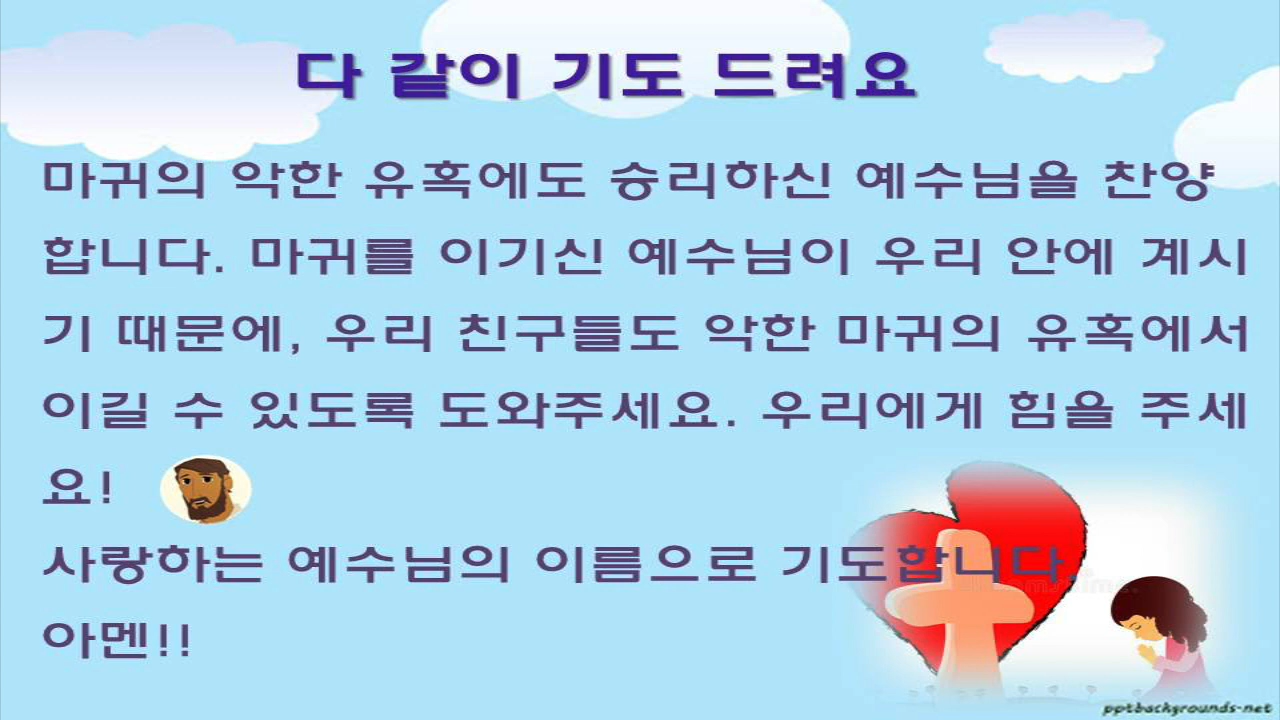 다 같이 기도 드려요
마귀의 악한 유혹에도 승리하신 예수님을 찬양
합니다. 마귀를 이기신 예수님이 우리 안에 계시
기 때문에, 우리 친구들도 악한 마귀의 유혹에서
이길 수 있도록 도와주세요. 우리에게 힘을 주세
요!
사랑하는 예수님의 이름으로 기도합니다.
아멘!!
pptbackgrounds-net